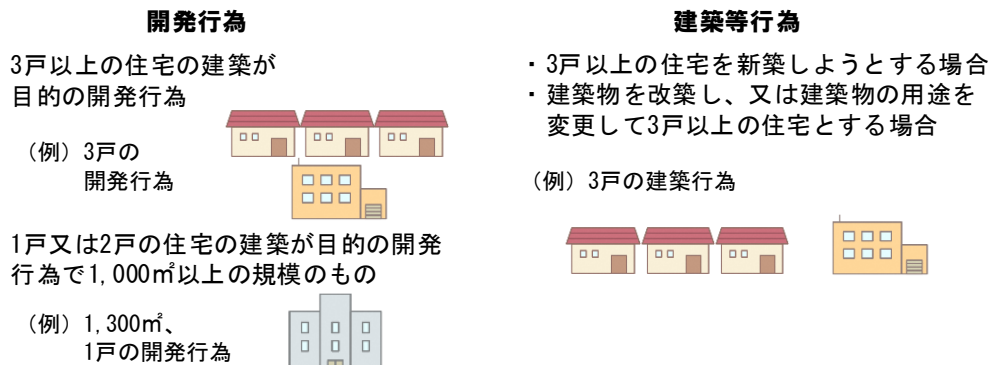 開発行為
3戸以上の住宅の建築が
目的の開発行為
（例）3戸の
開発行為
1戸又は2戸の住宅の建築が目的の開発
行為で1,000㎡以上の規模のもの
（例）1,300㎡、
1戸の開発行為
建築等行為
・3戸以上の住宅を新築しようとする場合
・建築物を改築し、又は建築物の用途を
変更して3戸以上の住宅とする場合
（例）3戸の建築行為